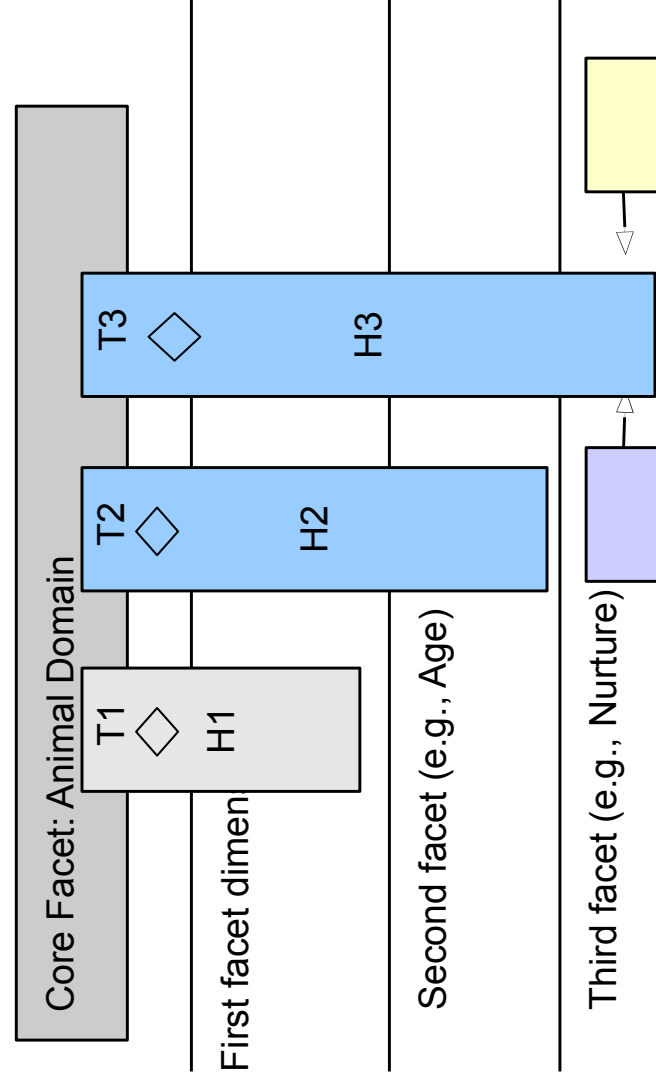 Core Facet: Animal Domain
T1
T2
T3
First facet dimen
H1
H2
H3
Second facet (e.g., Age)
Third facet (e.g., Nurture)